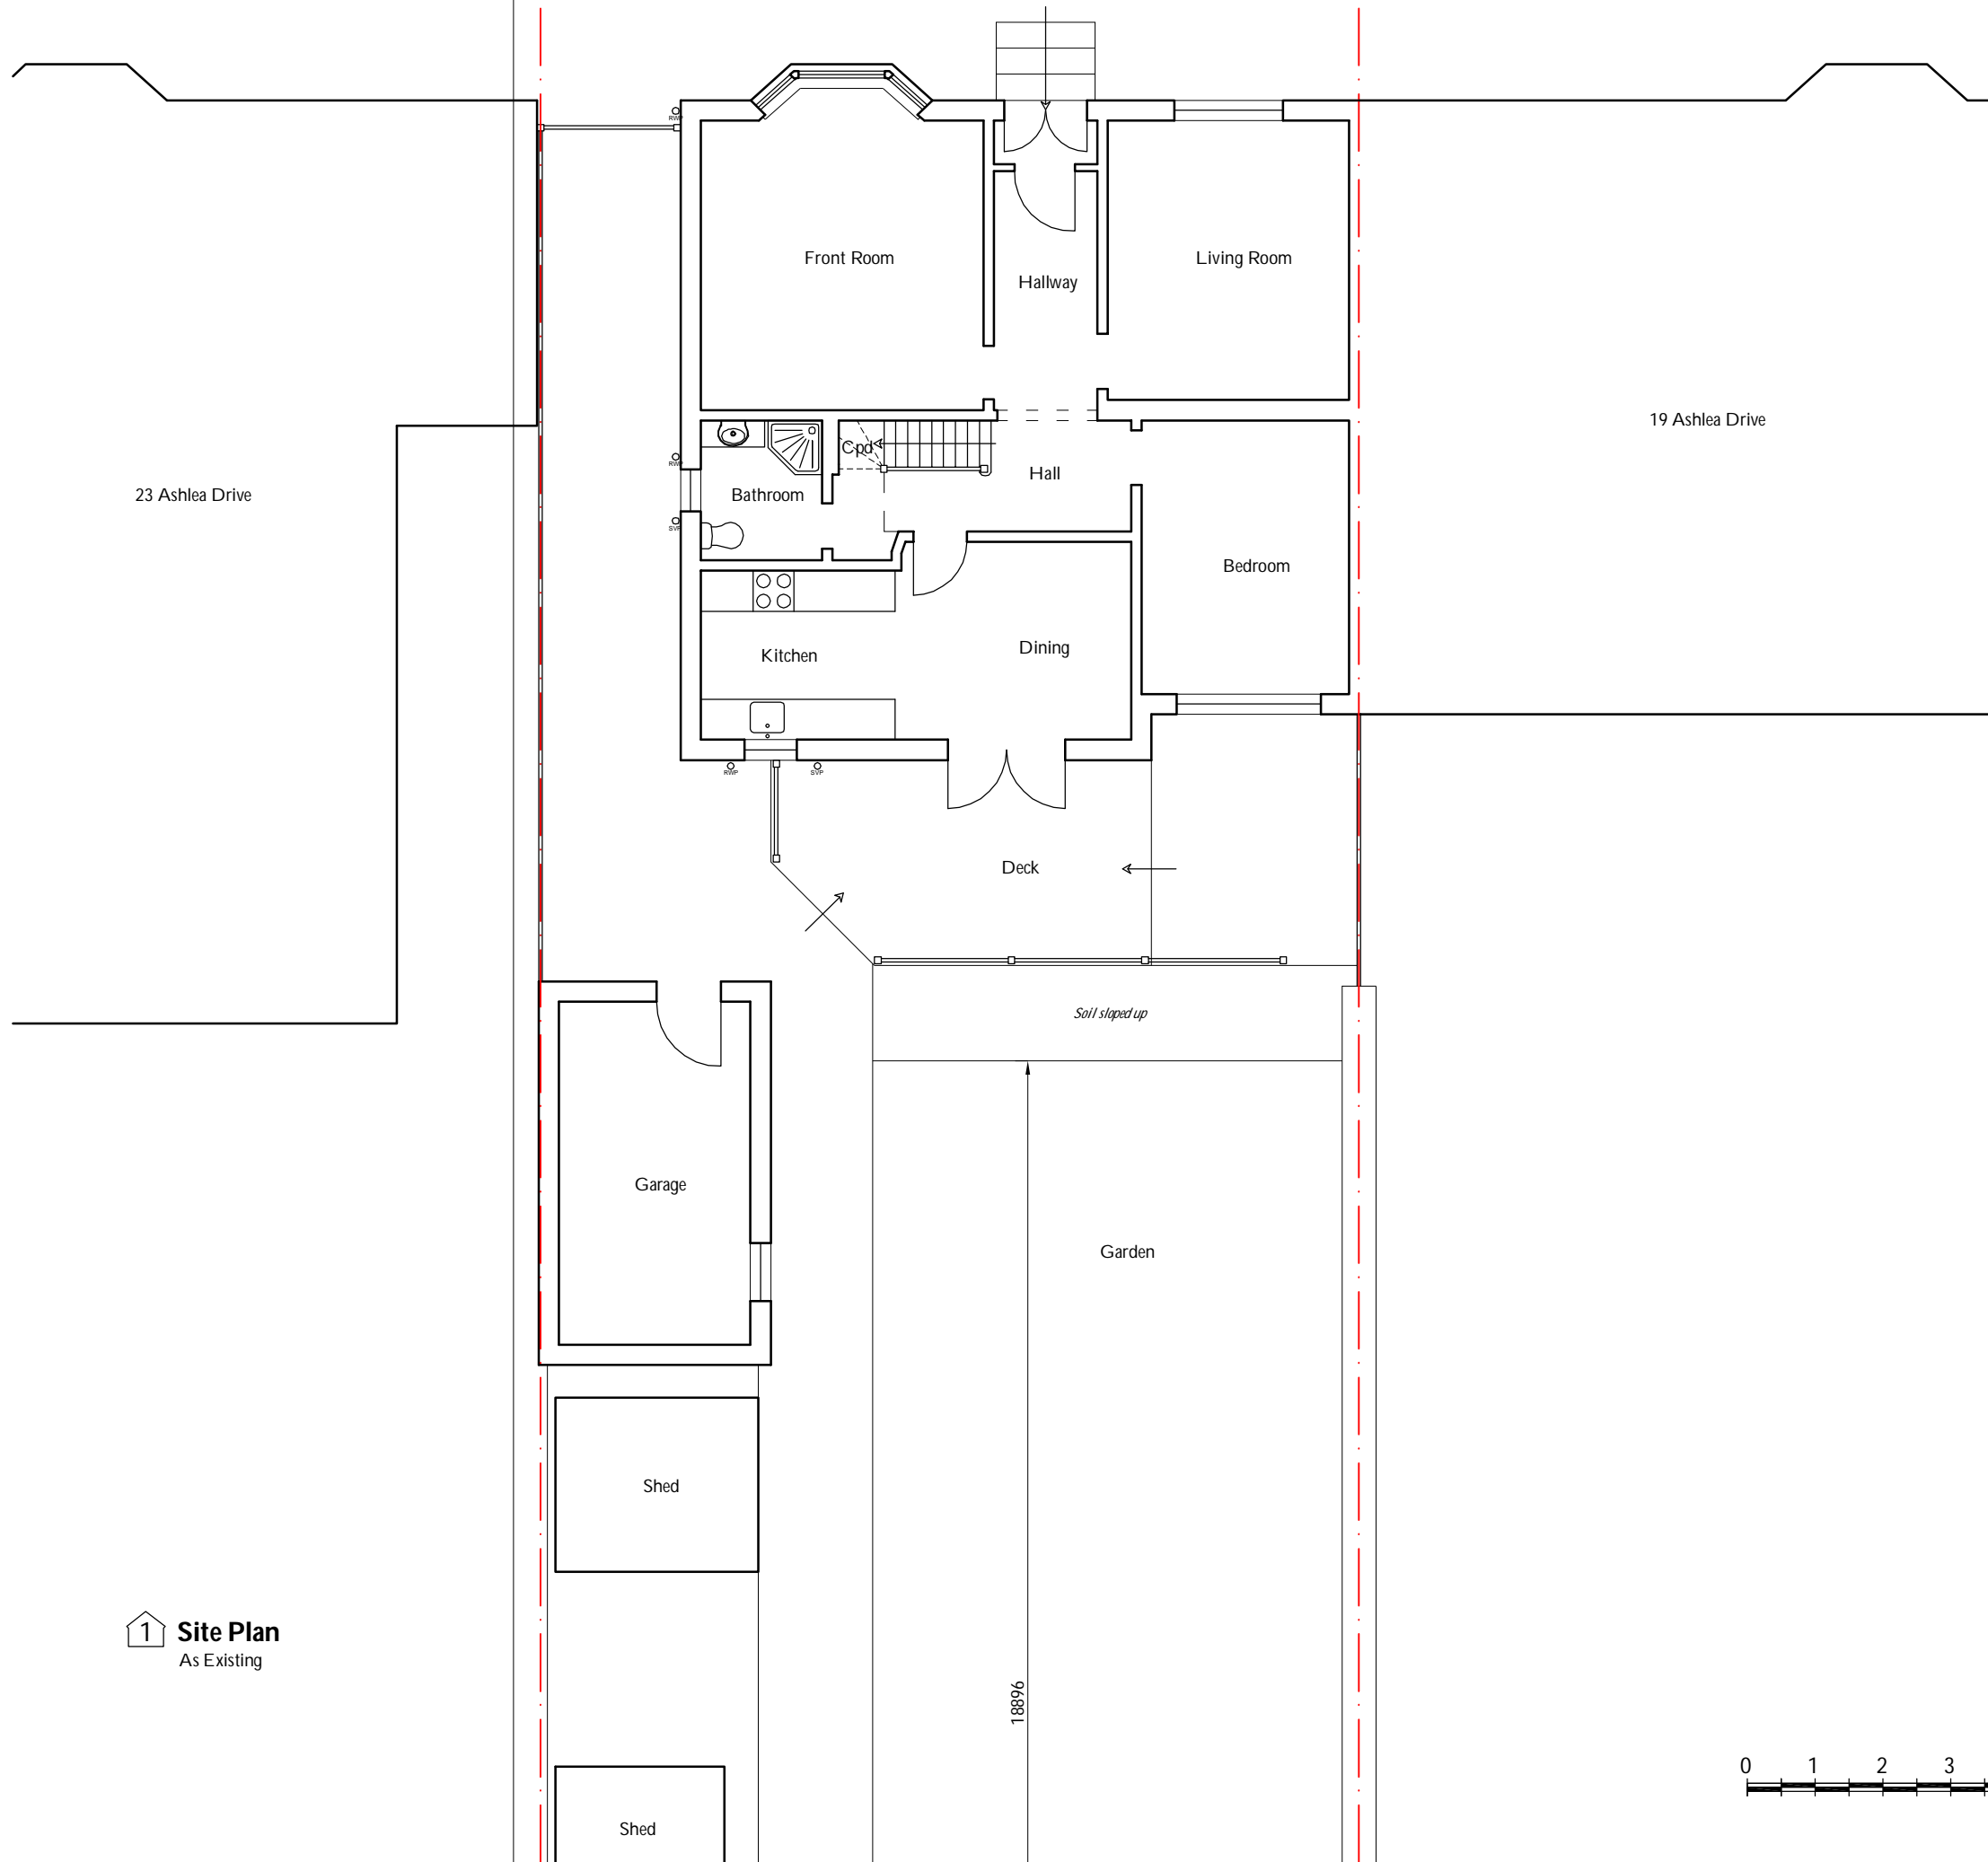 RWP
Front Room
Living Room
Hallway
19 Ashlea Drive
Cpd
RWP
Hall
23 Ashlea Drive
Bathroom
SVP
Bedroom
Dining
Kitchen
RWP
SVP
Deck
Soil sloped up
Garage
Garden
Shed
1
Site Plan
As Existing
18896
0 1 2 3
Shed